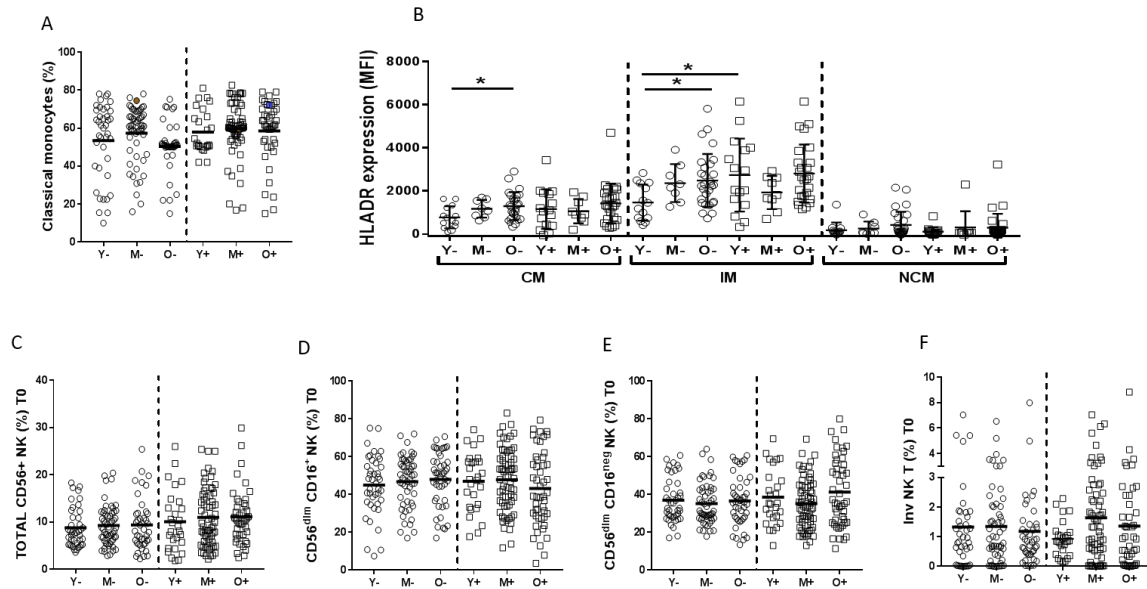 A
Classical monocytes (%)
100
80
60
40
20
0
Y- M- O- Y+ M+ O+
B
HLADR expression (MFI)
8000
6000
4000
2000
0
*
*
*
Y- M- O- Y+ M+ O+ Y- M- O- Y+ M+ O+ Y- M- O- Y+ M+ O+
CM IM NCM
C
TOTAL CD56+ NK (%) T0
40
30
20
10
0
Y- M- O- Y+ M+ O+
D
CD56dim CD16+ NK (%) T0
100
80
60
40
20
0
Y- M- O- Y+ M+ O+
E
CD56dim CD16neg NK (%) T0
100
80
60
40
20
0
Y- M- O- Y+ M+ O+
F
Inv NK T (%) T0
10
8
6
4
2
3
2
1
0
Y- M- O- Y+ M+ O+